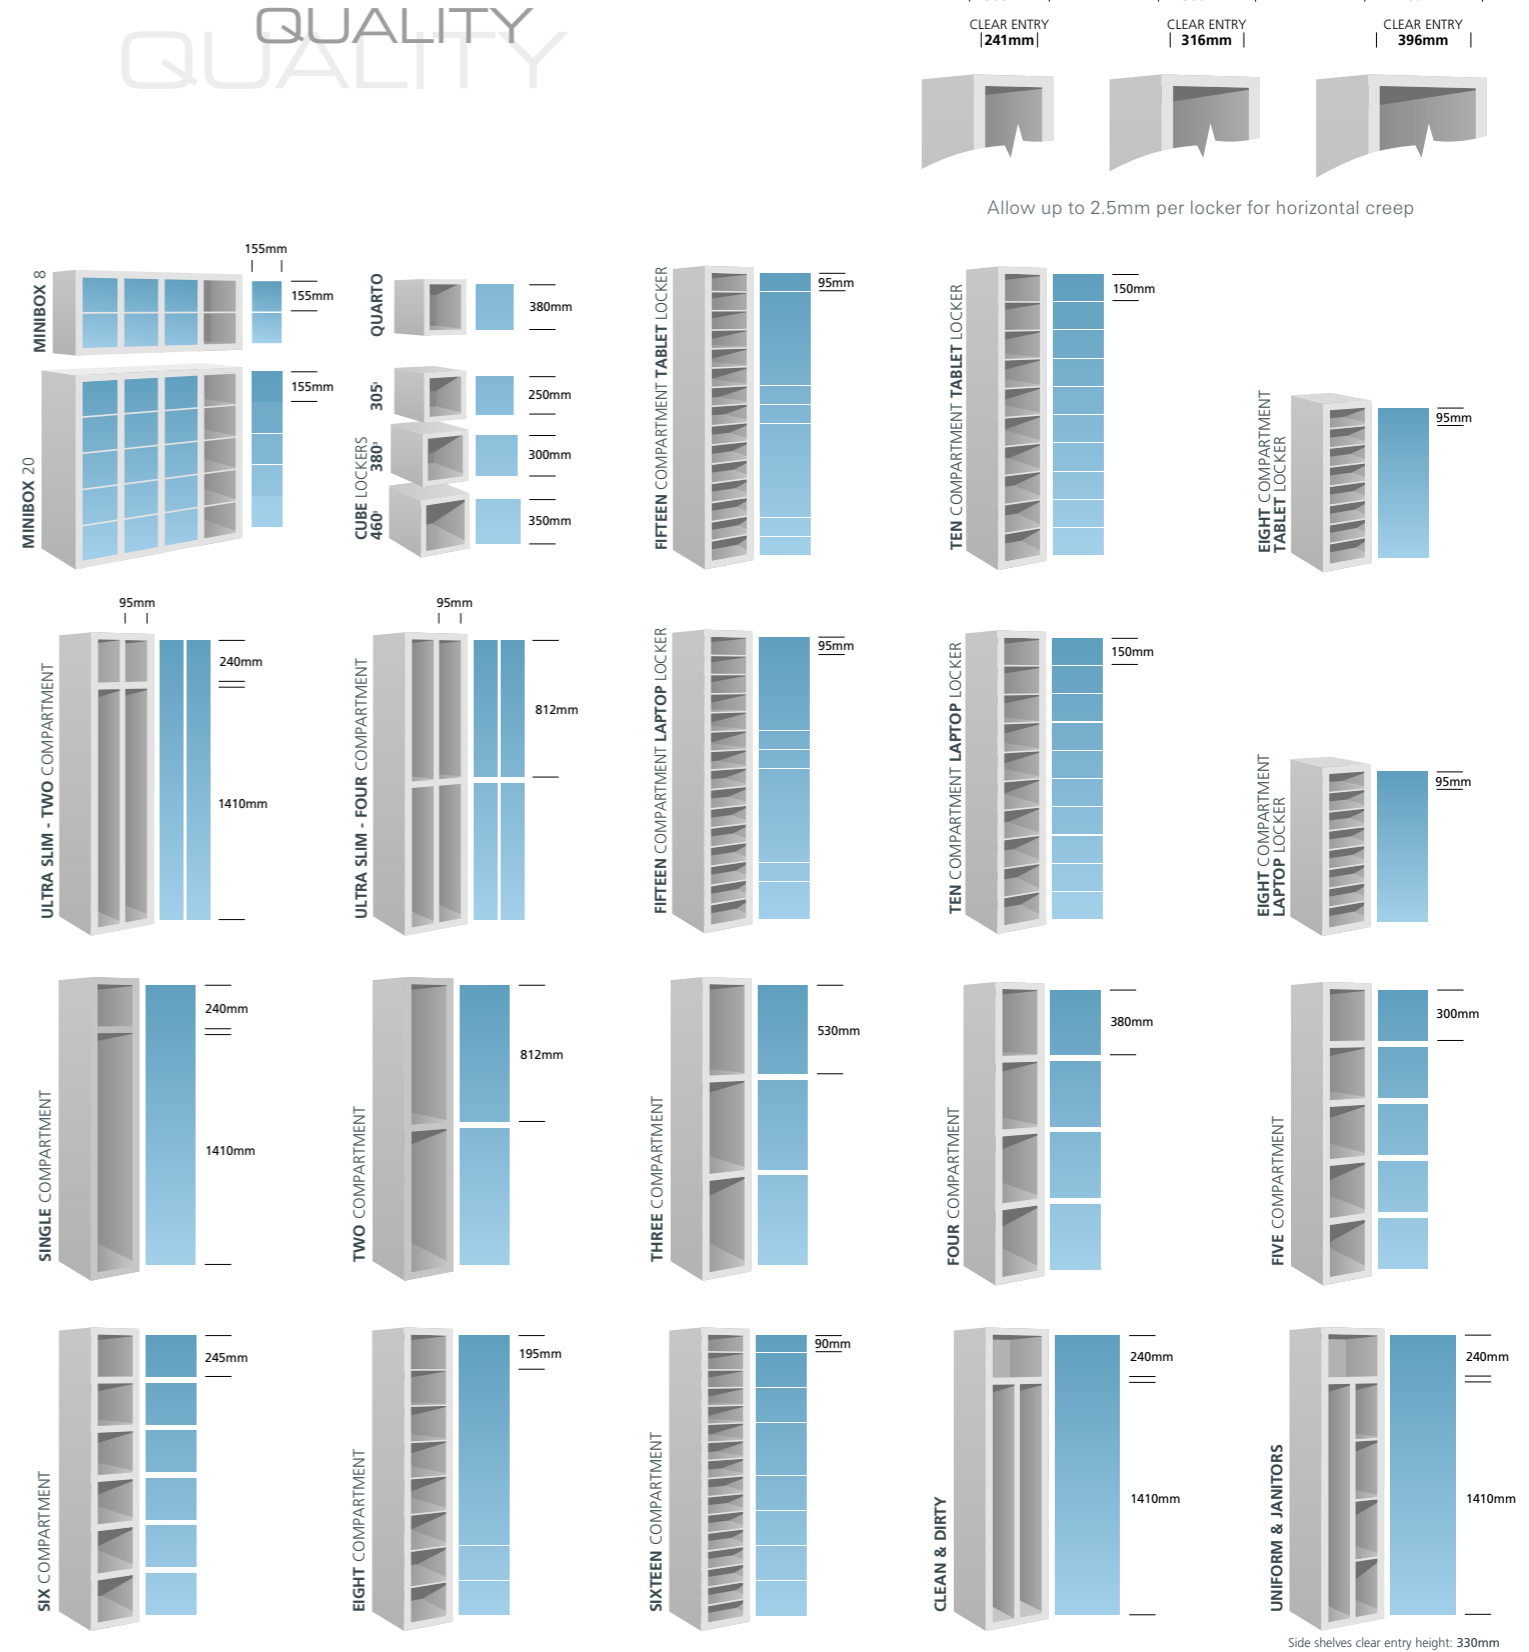 QUALITY
QUALITY
CLEAR ENTRY
241mm
CLEAR ENTRY
316mm
CLEAR ENTRY
396mm
Allow up to 2.5mm per locker for horizontal creep
MINIBOX 8
155mm
155mm
MINIBOX 20
155mm
QUARTO
380mm
CUBE LOCKERS
305³
250mm
380³
300mm
460³
350mm
FIFTEEN COMPARTMENT TABLET LOCKER
95mm
TEN COMPARTMENT TABLET LOCKER
150mm
EIGHT COMPARTMENT
TABLET LOCKER
95mm
ULTRA SLIM - TWO COMPARTMENT
95mm
240mm
1410mm
ULTRA SLIM - FOUR COMPARTMENT
95mm
812mm
FIFTEEN COMPARTMENT LAPTOP LOCKER
95mm
TEN COMPARTMENT LAPTOP LOCKER
150mm
EIGHT COMPARTMENT
LAPTOP LOCKER
95mm
SINGLE COMPARTMENT
240mm
1410mm
TWO COMPARTMENT
812mm
THREE COMPARTMENT
530mm
FOUR COMPARTMENT
380mm
FIVE COMPARTMENT
300mm
SIX COMPARTMENT
245mm
EIGHT COMPARTMENT
195mm
SIXTEEN COMPARTMENT
90mm
CLEAN & DIRTY
240mm
1410mm
UNIFORM & JANITORS
240mm
1410mm
Side shelves clear entry height: 330mm